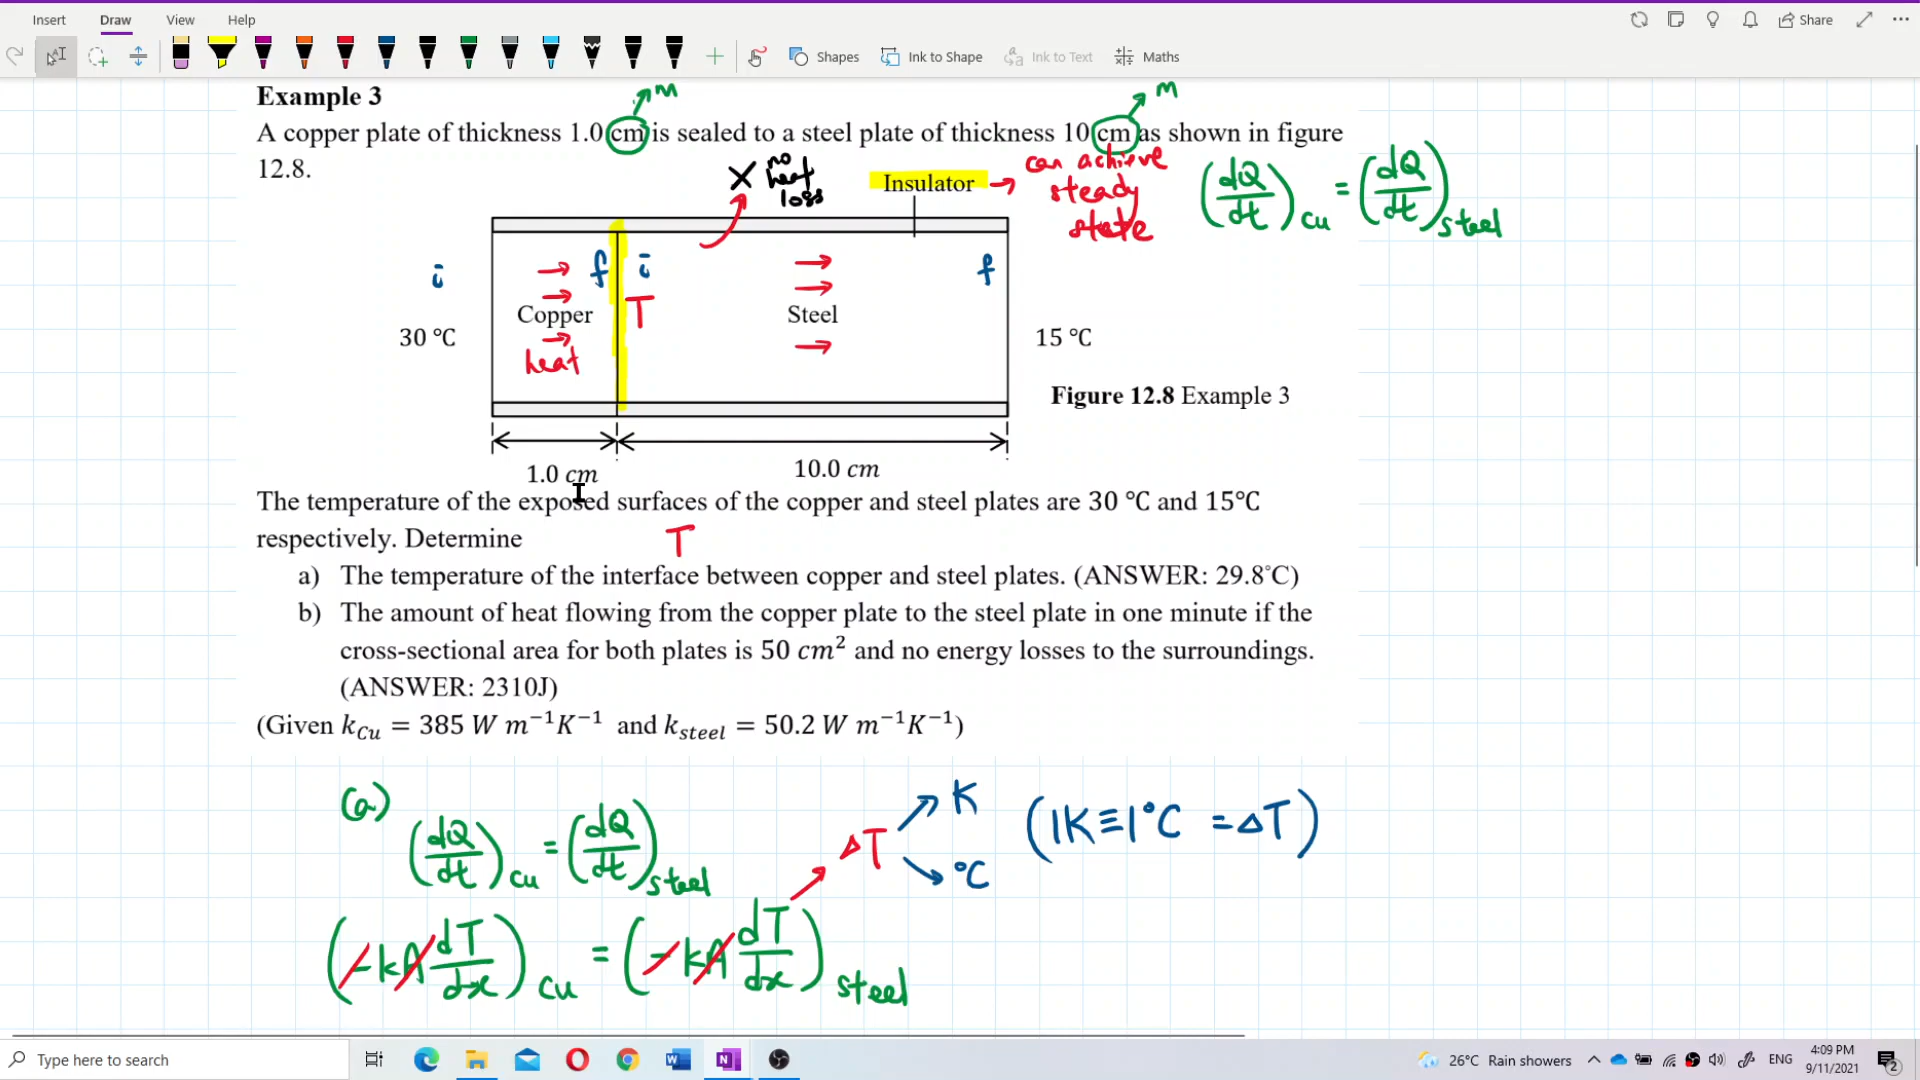 Insert Draw View Help
Share
Shapes Ink to Shape Ink to Text Maths
Example 3
m m
A copper plate of thickness 1.0 cm is sealed to a steel plate of thickness 10 cm as shown in figure
12.8.
X no heat loss
Insulator → can achieve steady state
(dQ/dt)cu = (dQ/dt)steel
i f i f
Copper T Steel
30 °C 15 °C
heat
Figure 12.8 Example 3
1.0 cm 10.0 cm
The temperature of the exposed surfaces of the copper and steel plates are 30 °C and 15°C
respectively. Determine
T
a) The temperature of the interface between copper and steel plates. (ANSWER: 29.8°C)
b) The amount of heat flowing from the copper plate to the steel plate in one minute if the
cross-sectional area for both plates is 50 cm² and no energy losses to the surroundings.
(ANSWER: 2310J)
(Given k_Cu = 385 W m⁻¹K⁻¹ and k_steel = 50.2 W m⁻¹K⁻¹)
(a)
(dQ/dt)cu = (dQ/dt)steel
ΔT K °C (1K≡1°C = ΔT)
(-kA dT/dx)cu = (-kA dT/dx)steel
Type here to search
26°C Rain showers ENG 4:09 PM
9/11/2021
2